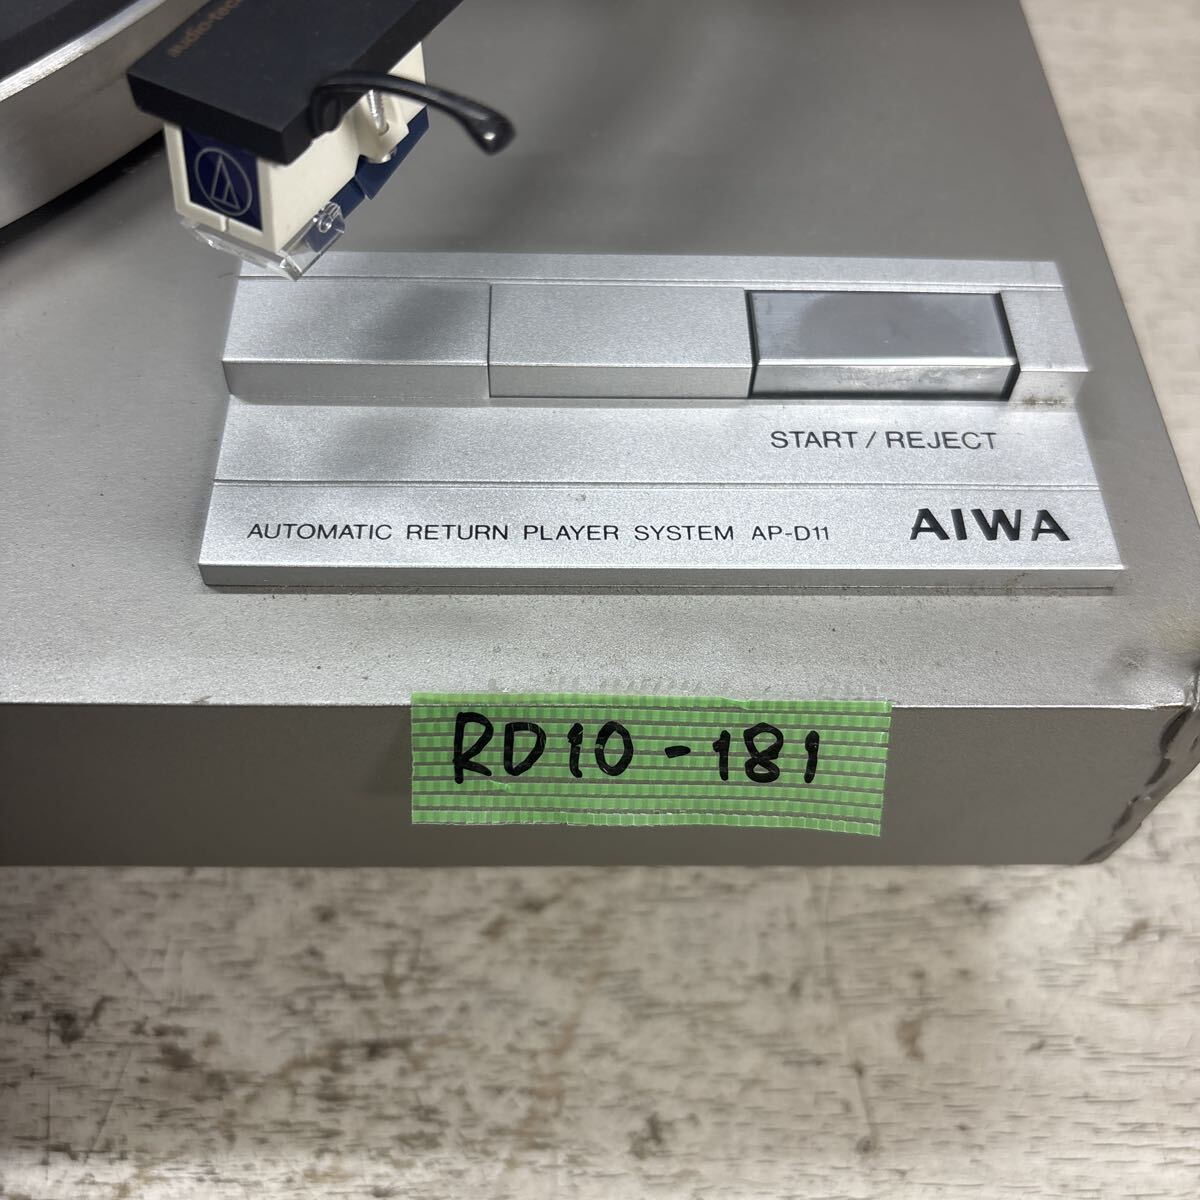 START / REJECT
AUTOMATIC RETURN PLAYER SYSTEM AP-D11 AIWA
RD10-181